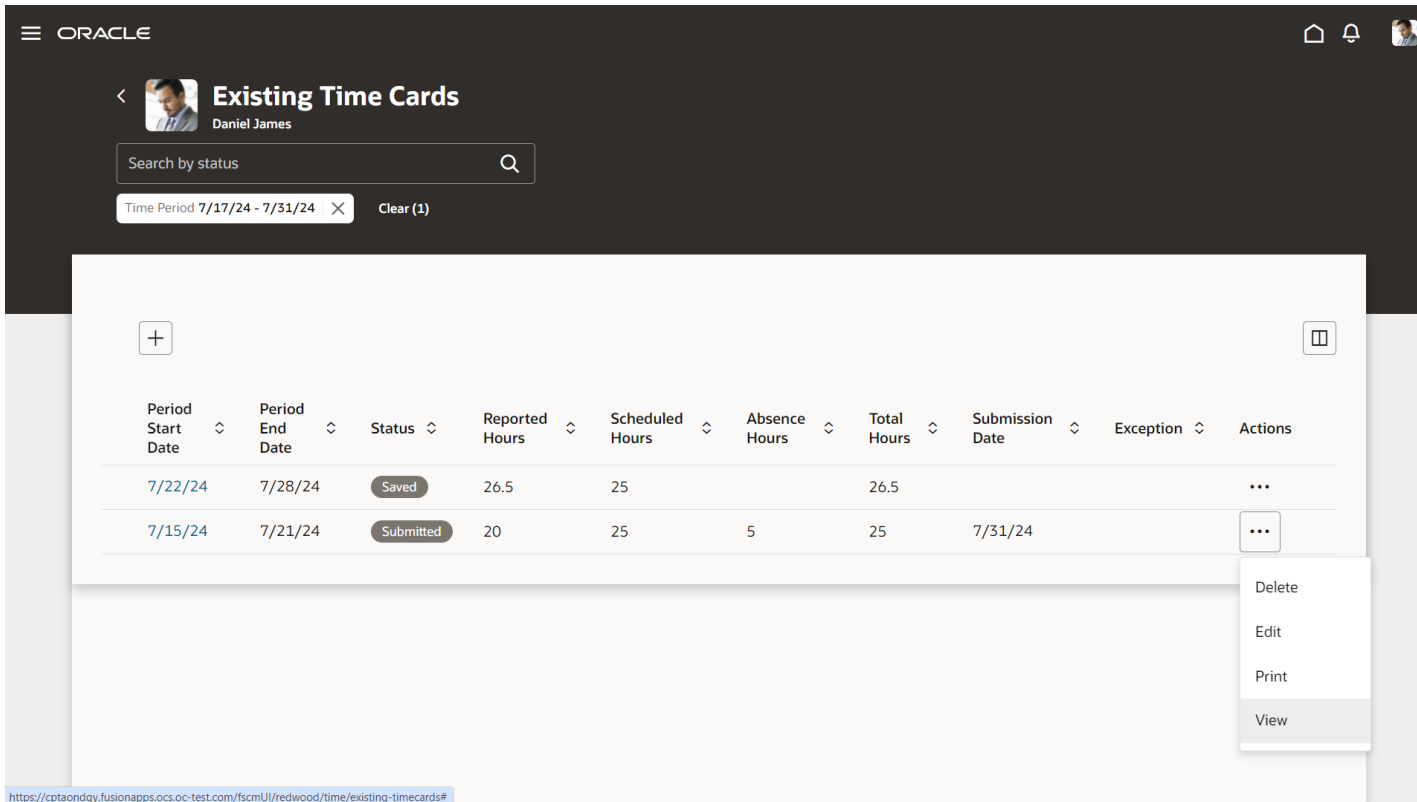 ORACLE
Existing Time Cards
Daniel James
Search by status
Time Period 7/17/24 - 7/31/24
Clear (1)
Period Start Date
Period End Date
Status
Reported Hours
Scheduled Hours
Absence Hours
Total Hours
Submission Date
Exception
Actions
7/22/24 7/28/24 Saved 26.5 25 26.5
7/15/24 7/21/24 Submitted 20 25 5 25 7/31/24
Delete
Edit
Print
View
https://cptaondqy.fusionapps.ocs.oc-test.com/fscmUI/redwood/time/existing-timecards#